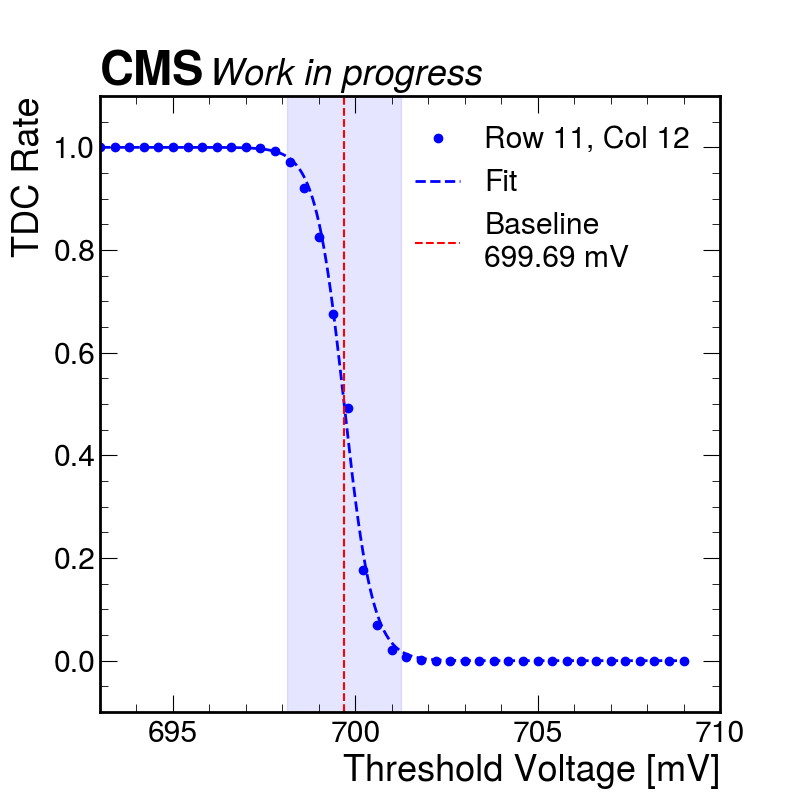 CMS Work in progress
TDC Rate
1.0
0.8
0.6
0.4
0.2
0.0
Row 11, Col 12
Fit
Baseline
699.69 mV
695
700
705
710
Threshold Voltage [mV]